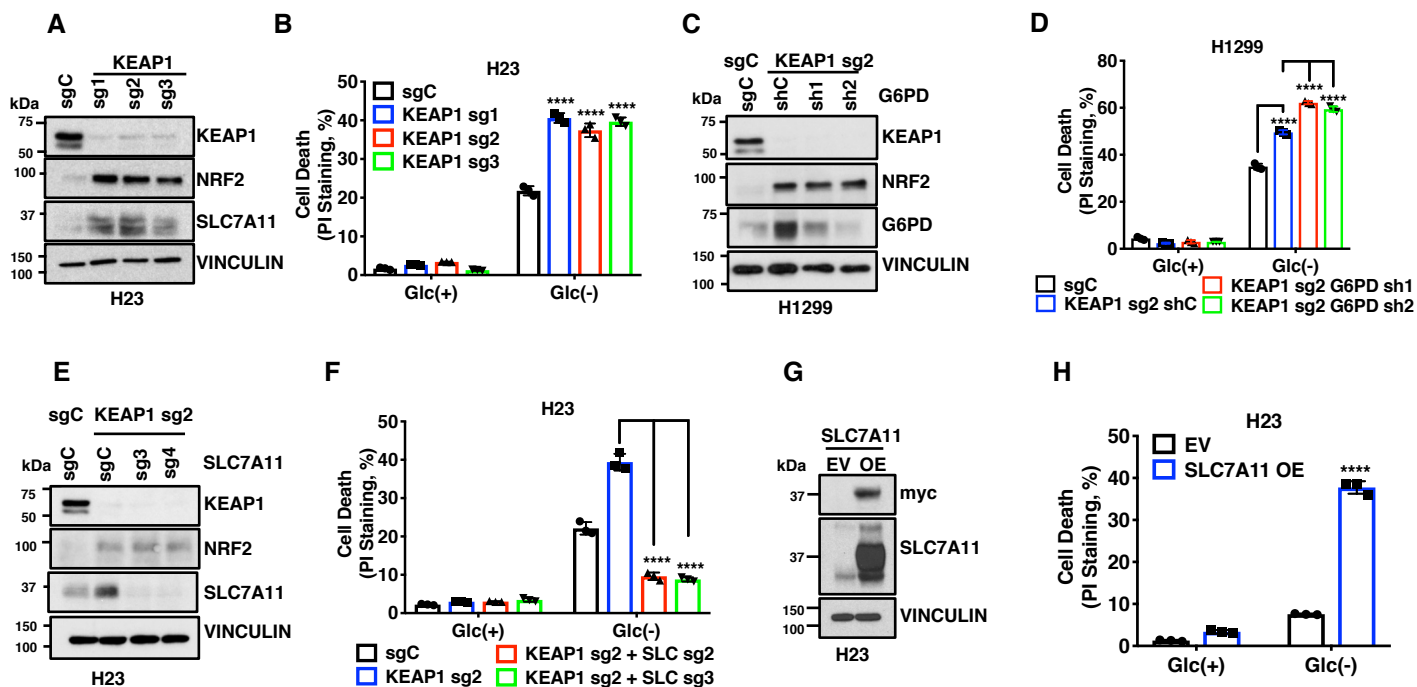 A
KEAP1
sgC
sg1
sg2
sg3
kDa
75
50
KEAP1
100
NRF2
37
SLC7A11
150
100
VINCULIN
H23
B
H23
Cell Death
(PI Staining, %)
50
40
30
20
10
0
sgC
KEAP1 sg1
KEAP1 sg2
KEAP1 sg3
****
****
****
Glc(+)
Glc(-)
C
sgC
KEAP1 sg2
kDa
sgC
shC
sh1
sh2
G6PD
75
50
KEAP1
100
NRF2
75
G6PD
150
100
VINCULIN
H1299
D
H1299
Cell Death
(PI Staining, %)
80
60
40
20
0
****
****
****
Glc(+)
Glc(-)
sgC
KEAP1 sg2 shC
KEAP1 sg2 G6PD sh1
KEAP1 sg2 G6PD sh2
E
sgC
KEAP1 sg2
kDa
sgC
sgC
sg3
sg4
SLC7A11
75
50
KEAP1
100
NRF2
37
SLC7A11
150
100
VINCULIN
H23
F
H23
Cell Death
(PI Staining, %)
50
40
30
20
10
0
****
****
Glc(+)
Glc(-)
sgC
KEAP1 sg2
KEAP1 sg2 + SLC sg2
KEAP1 sg2 + SLC sg3
G
SLC7A11
kDa
EV OE
37
myc
37
SLC7A11
150
100
VINCULIN
H23
H
H23
Cell Death
(PI Staining, %)
50
40
30
20
10
0
EV
SLC7A11 OE
****
Glc(+)
Glc(-)